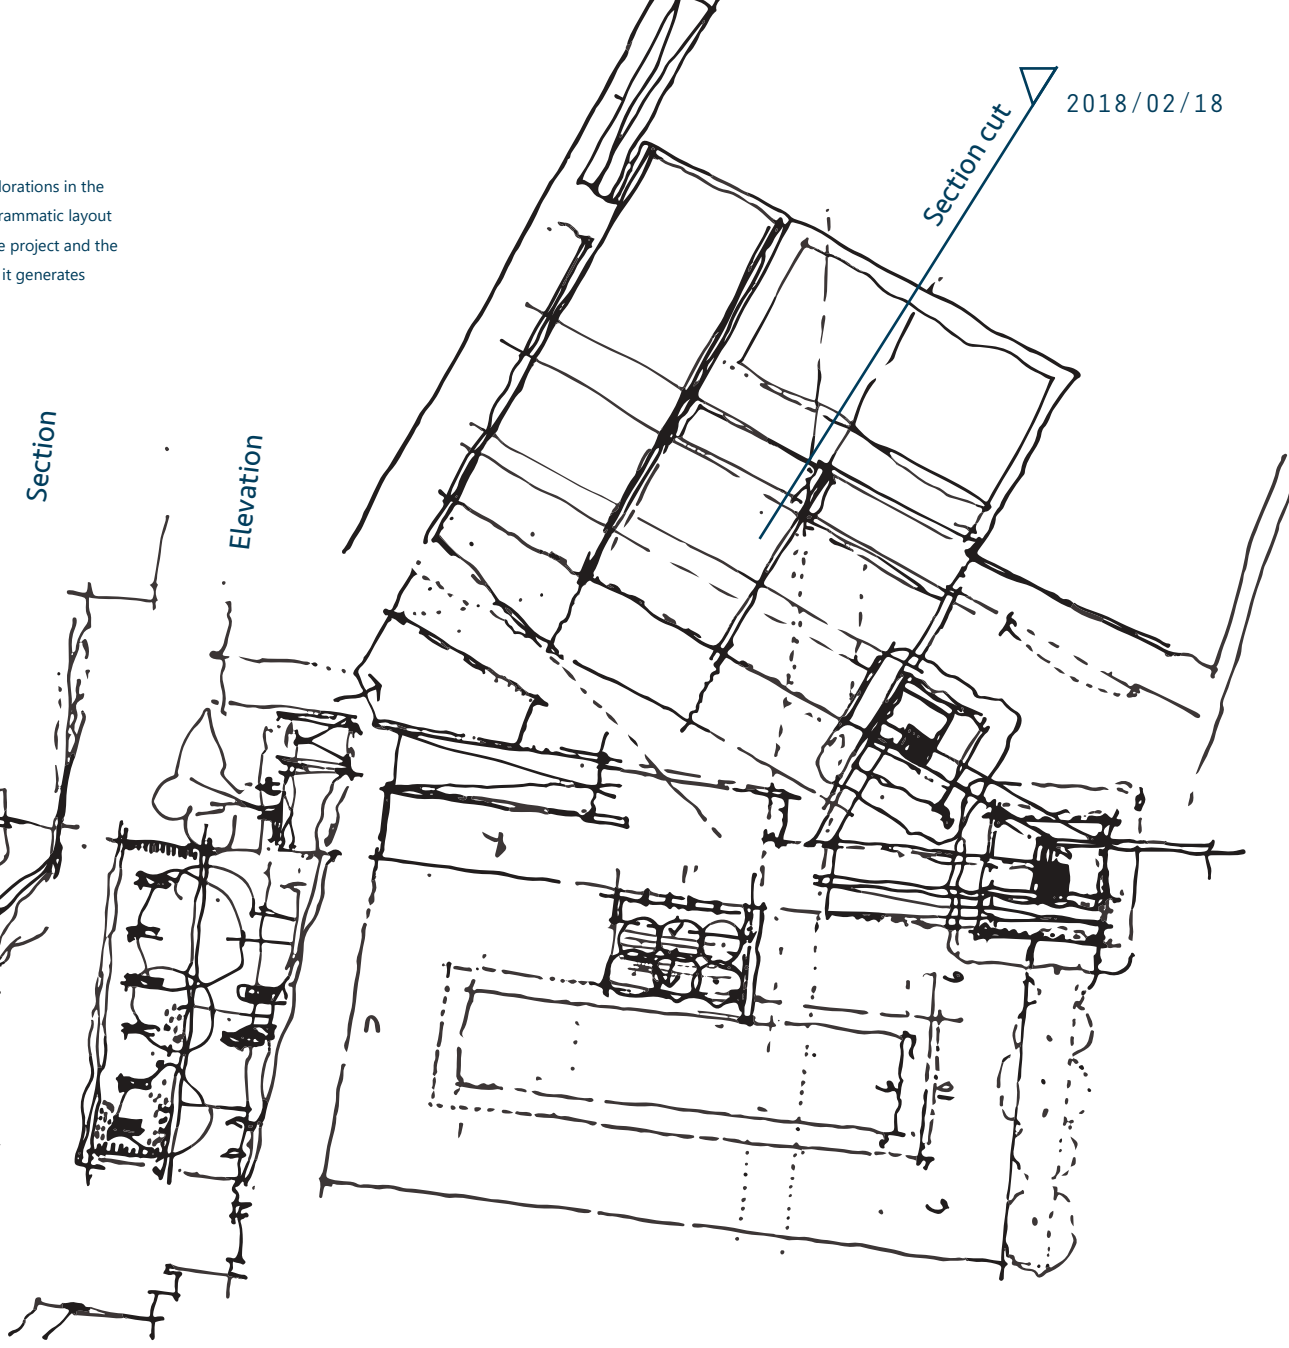 2018/02/18
Section cut
lorations in the
rammatic layout
project and the
it generates
Section
Elevation